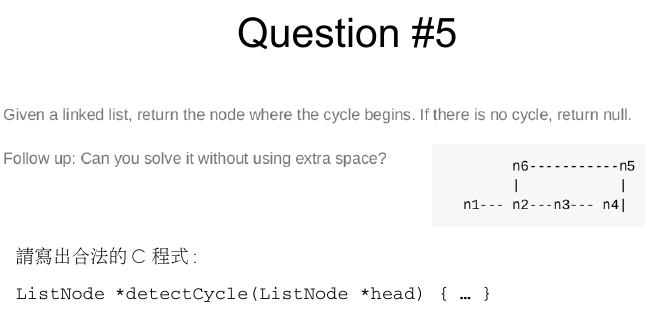 Question #5
Given a linked list, return the node where the cycle begins. If there is no cycle, return null.
Follow up: Can you solve it without using extra space?
n6-----------n5
|            |
n1--- n2---n3--- n4|
請寫出合法的 C 程式 :
ListNode *detectCycle(ListNode *head) { … }